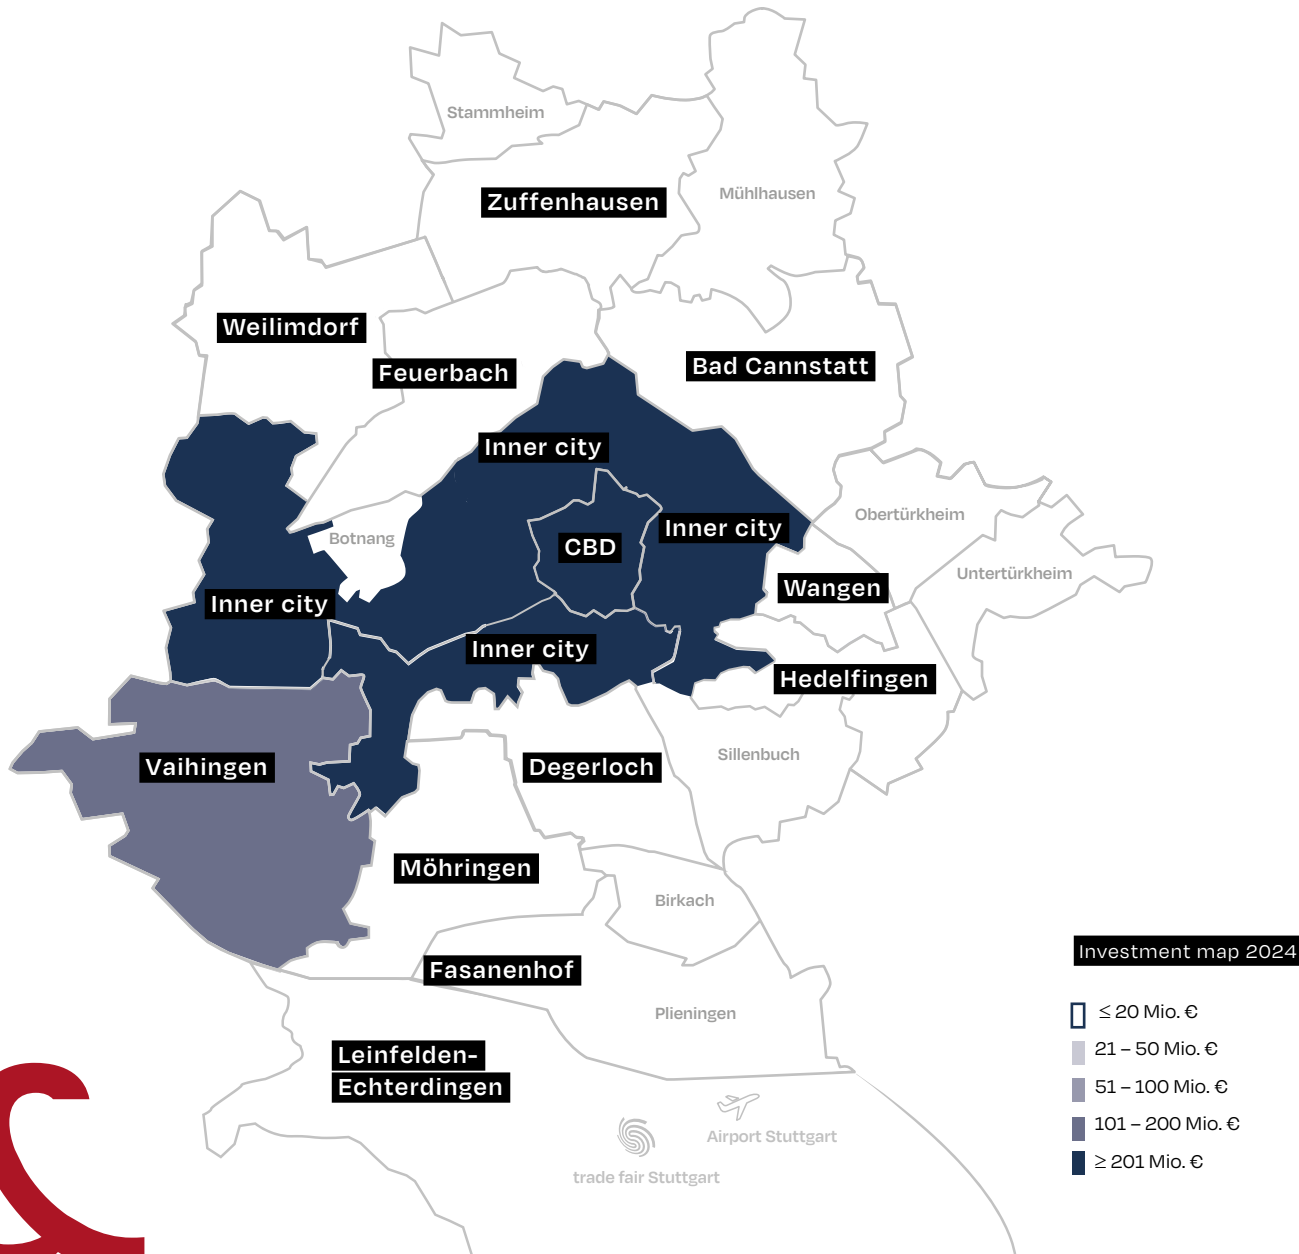 Stammheim
Zuffenhausen
Mühlhausen
Weilimdorf
Feuerbach
Bad Cannstatt
Inner city
Botnang
CBD
Inner city
Obertürkheim
Untertürkheim
Wangen
Inner city
Inner city
Hedelfingen
Vaihingen
Degerloch
Sillenbuch
Möhringen
Birkach
Fasanenhof
Plieningen
Leinfelden-
Echterdingen
Airport Stuttgart
trade fair Stuttgart
Investment map 2024
≤ 20 Mio. €
21 – 50 Mio. €
51 – 100 Mio. €
101 – 200 Mio. €
≥ 201 Mio. €